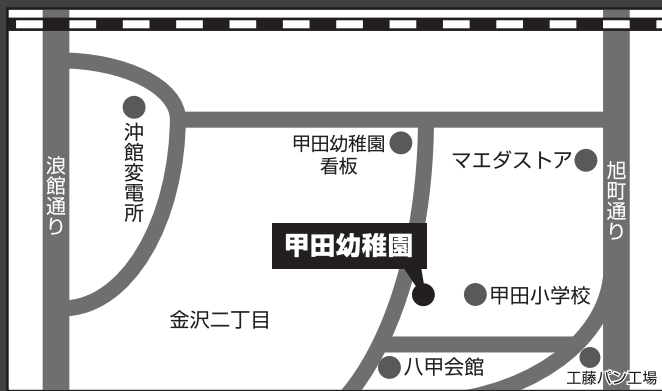 沖館変電所
甲田幼稚園
看板
マエダストア
浪館通り
旭町通り
甲田幼稚園
甲田小学校
金沢二丁目
八甲会館
工藤パン工場